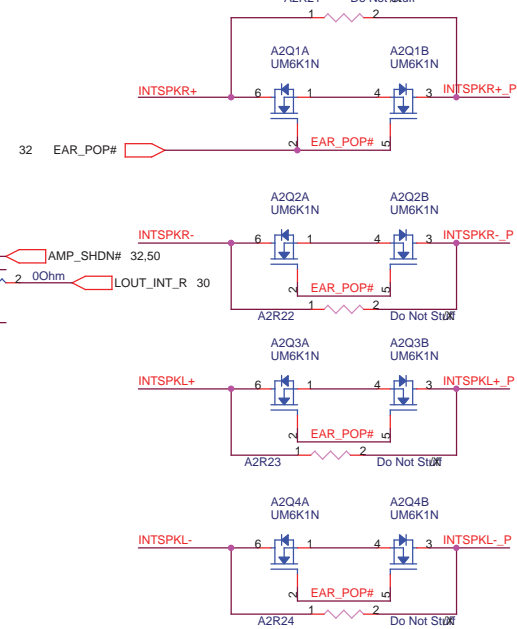 1 2
A2Q1A A2Q1B
UM6K1N UM6K1N
INTSPKR+ 6 1 4 3 INTSPKR+_P
2 EAR_POP# 5
32 EAR_POP#
A2Q2A A2Q2B
UM6K1N UM6K1N
INTSPKR- 6 1 4 3 INTSPKR-_P
AMP_SHDN# 32,50
2 0Ohm LOUT_INT_R 30
2 EAR_POP# 5
1 2
A2R22 Do Not Stuff
A2Q3A A2Q3B
UM6K1N UM6K1N
INTSPKL+ 6 1 4 3 INTSPKL+_P
2 EAR_POP# 5
1 2
A2R23 Do Not Stuff
A2Q4A A2Q4B
UM6K1N UM6K1N
INTSPKL- 6 1 4 3 INTSPKL-_P
2 EAR_POP# 5
1 2
A2R24 Do Not Stuff